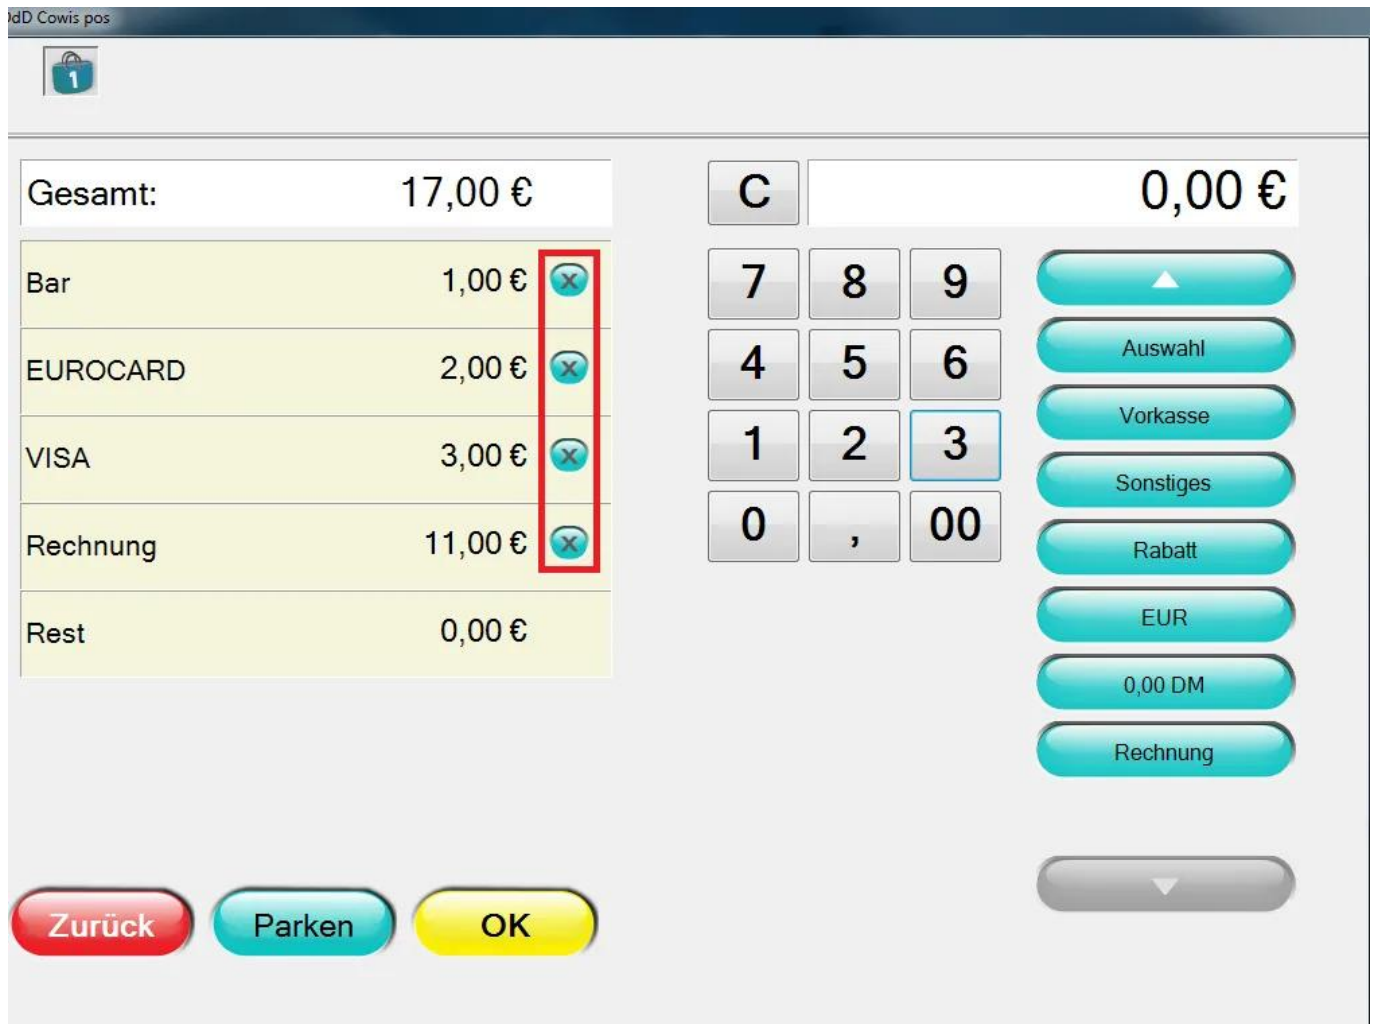 DdD Cowis pos
1
Gesamt: 17,00 €
Bar 1,00 € x
EUROCARD 2,00 € x
VISA 3,00 € x
Rechnung 11,00 € x
Rest 0,00 €
C 0,00 €
7 8 9
4 5 6
1 2 3
0 , 00
Auswahl
Vorkasse
Sonstiges
Rabatt
EUR
0,00 DM
Rechnung
Zurück Parken OK